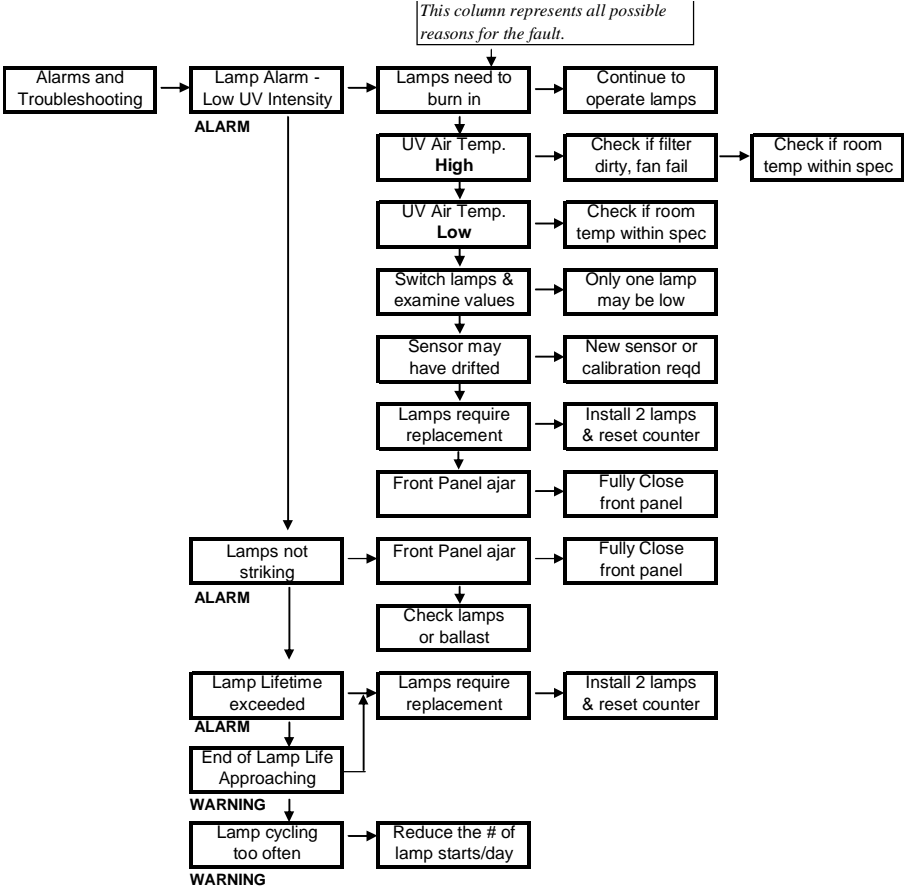 This column represents all possible
reasons for the fault.
Alarms and
Troubleshooting
Lamp Alarm -
Low UV Intensity
ALARM
Lamps need to
burn in
Continue to
operate lamps
UV Air Temp.
High
Check if filter
dirty, fan fail
Check if room
temp within spec
UV Air Temp.
Low
Check if room
temp within spec
Switch lamps &
examine values
Only one lamp
may be low
Sensor may
have drifted
New sensor or
calibration reqd
Lamps require
replacement
Install 2 lamps
& reset counter
Front Panel ajar
Fully Close
front panel
Lamps not
striking
ALARM
Front Panel ajar
Fully Close
front panel
Check lamps
or ballast
Lamp Lifetime
exceeded
ALARM
Lamps require
replacement
Install 2 lamps
& reset counter
End of Lamp Life
Approaching
WARNING
Lamp cycling
too often
WARNING
Reduce the # of
lamp starts/day